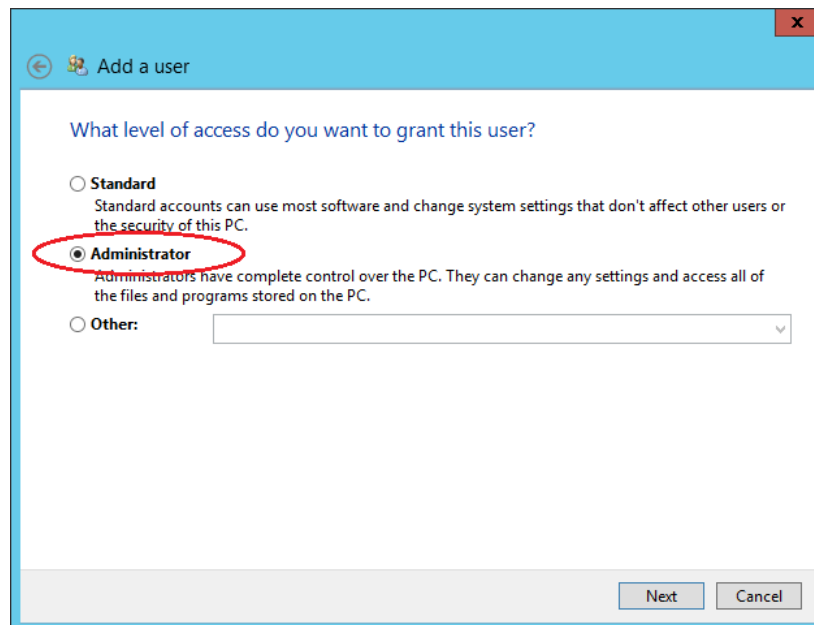 x
Add a user
What level of access do you want to grant this user?
Standard
Standard accounts can use most software and change system settings that don't affect other users or
the security of this PC.
Administrator
Administrators have complete control over the PC. They can change any settings and access all of
the files and programs stored on the PC.
Other:
Next Cancel